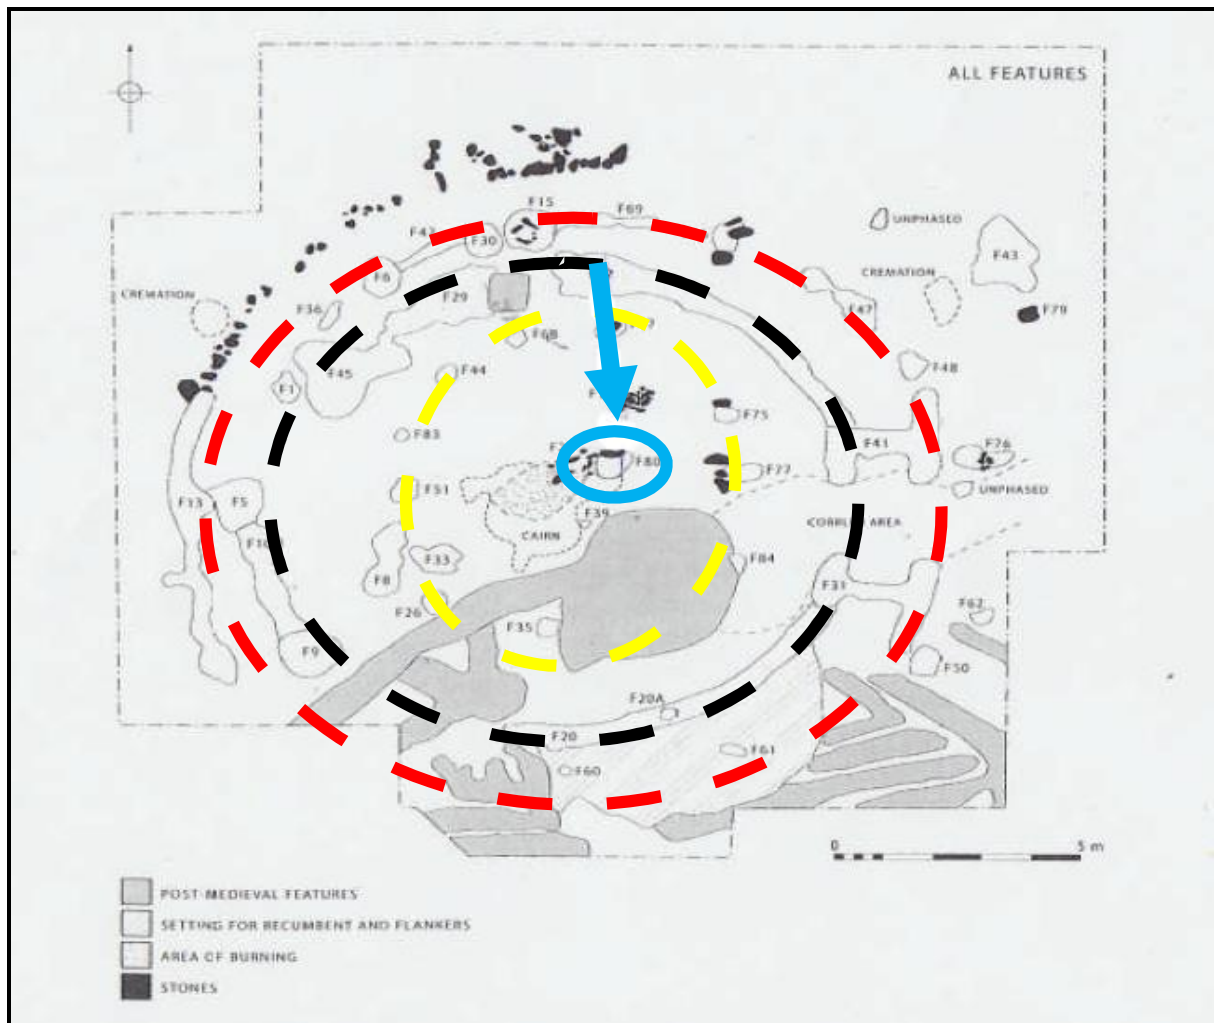 ALL FEATURES
F15
F69
UNPHASED
F30
F43
CREMATION
F6
CREMATION
F29
F36
F47
F79
F68
F44
F48
F45
F1
F75
F83
F41
F76
F80
F77
F51
UNPHASED
F13
F5
F39
CAIRN
F33
F84
F8
F31
F26
F62
F35
F9
F50
F20A
F20
F61
F60
0
5 m
POST MEDIEVAL FEATURES
SETTING FOR RECUMBENT AND FLANKERS
AREA OF BURNING
STONES